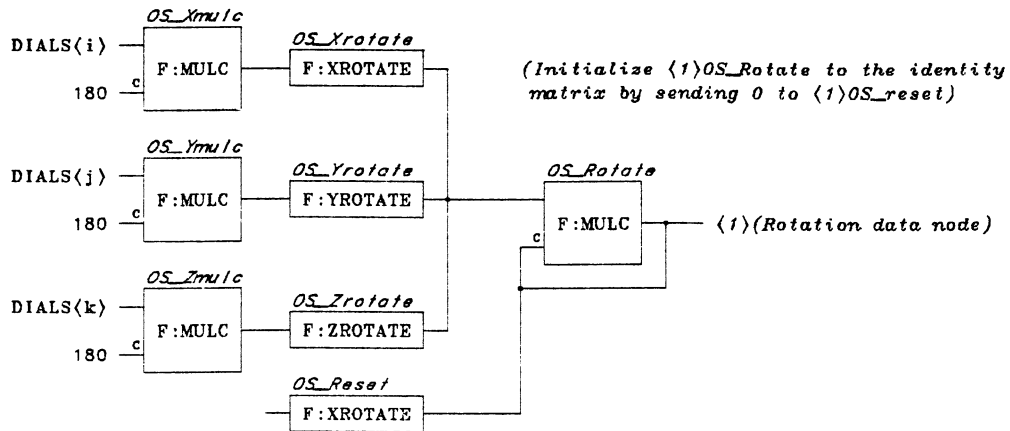 OS_Xmulc
DIALS⟨i⟩
F:MULC
C
180
OS_Xrotate
F:XROTATE
(Initialize ⟨1⟩OS_Rotate to the identity
matrix by sending 0 to ⟨1⟩OS_reset)
OS_Ymulc
DIALS⟨j⟩
F:MULC
C
180
OS_Yrotate
F:YROTATE
OS_Rotate
F:MULC
C
⟨1⟩(Rotation data node)
OS_Zmulc
DIALS⟨k⟩
F:MULC
C
180
OS_Zrotate
F:ZROTATE
OS_Reset
F:XROTATE